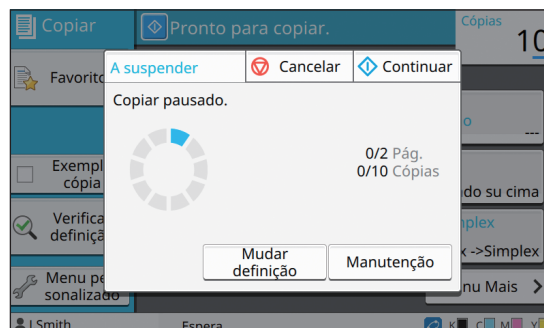 Copiar
Pronto para copiar.
Cópias
10
Favorito
A suspender
Cancelar
Continuar
Copiar pausado.
0/2 Pág.
0/10 Cópias
o
---
Exempl
cópia
do su cima
Verifica
definiçã
plex
x ->Simplex
Mudar
definição
Manutenção
Menu pe
sonalizado
nu Mais
J.Smith
Espera
K C M Y